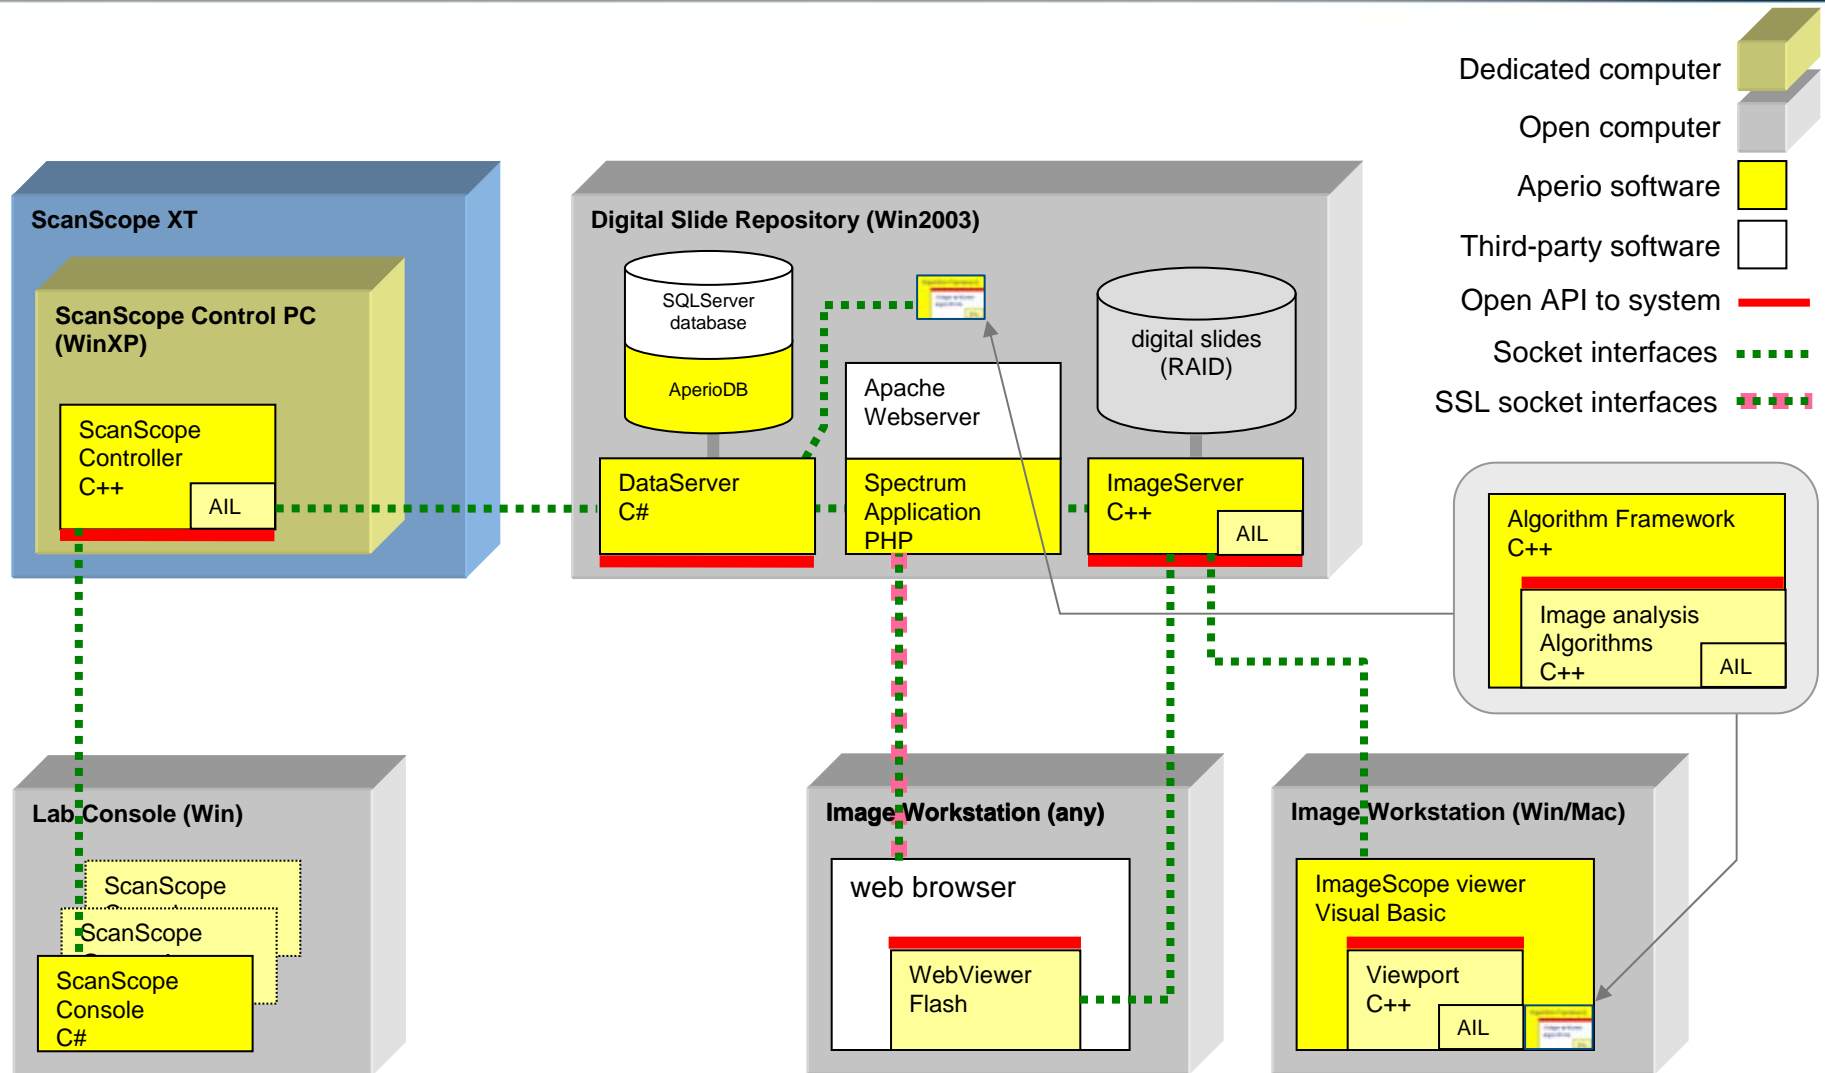 Dedicated computer
Open computer
Aperio software
Third-party software
Open API to system
Socket interfaces
SSL socket interfaces
ScanScope XT
ScanScope Control PC
(WinXP)
ScanScope
Controller
C++
AIL
Digital Slide Repository (Win2003)
SQLServer
database
AperioDB
Apache
Webserver
digital slides
(RAID)
DataServer
C#
Spectrum
Application
PHP
ImageServer
C++
AIL
Algorithm Framework
C++
Image analysis
Algorithms
C++
AIL
Lab Console (Win)
ScanScope
ScanScope
ScanScope
Console
C#
Image Workstation (any)
web browser
WebViewer
Flash
Image Workstation (Win/Mac)
ImageScope viewer
Visual Basic
Viewport
C++
AIL